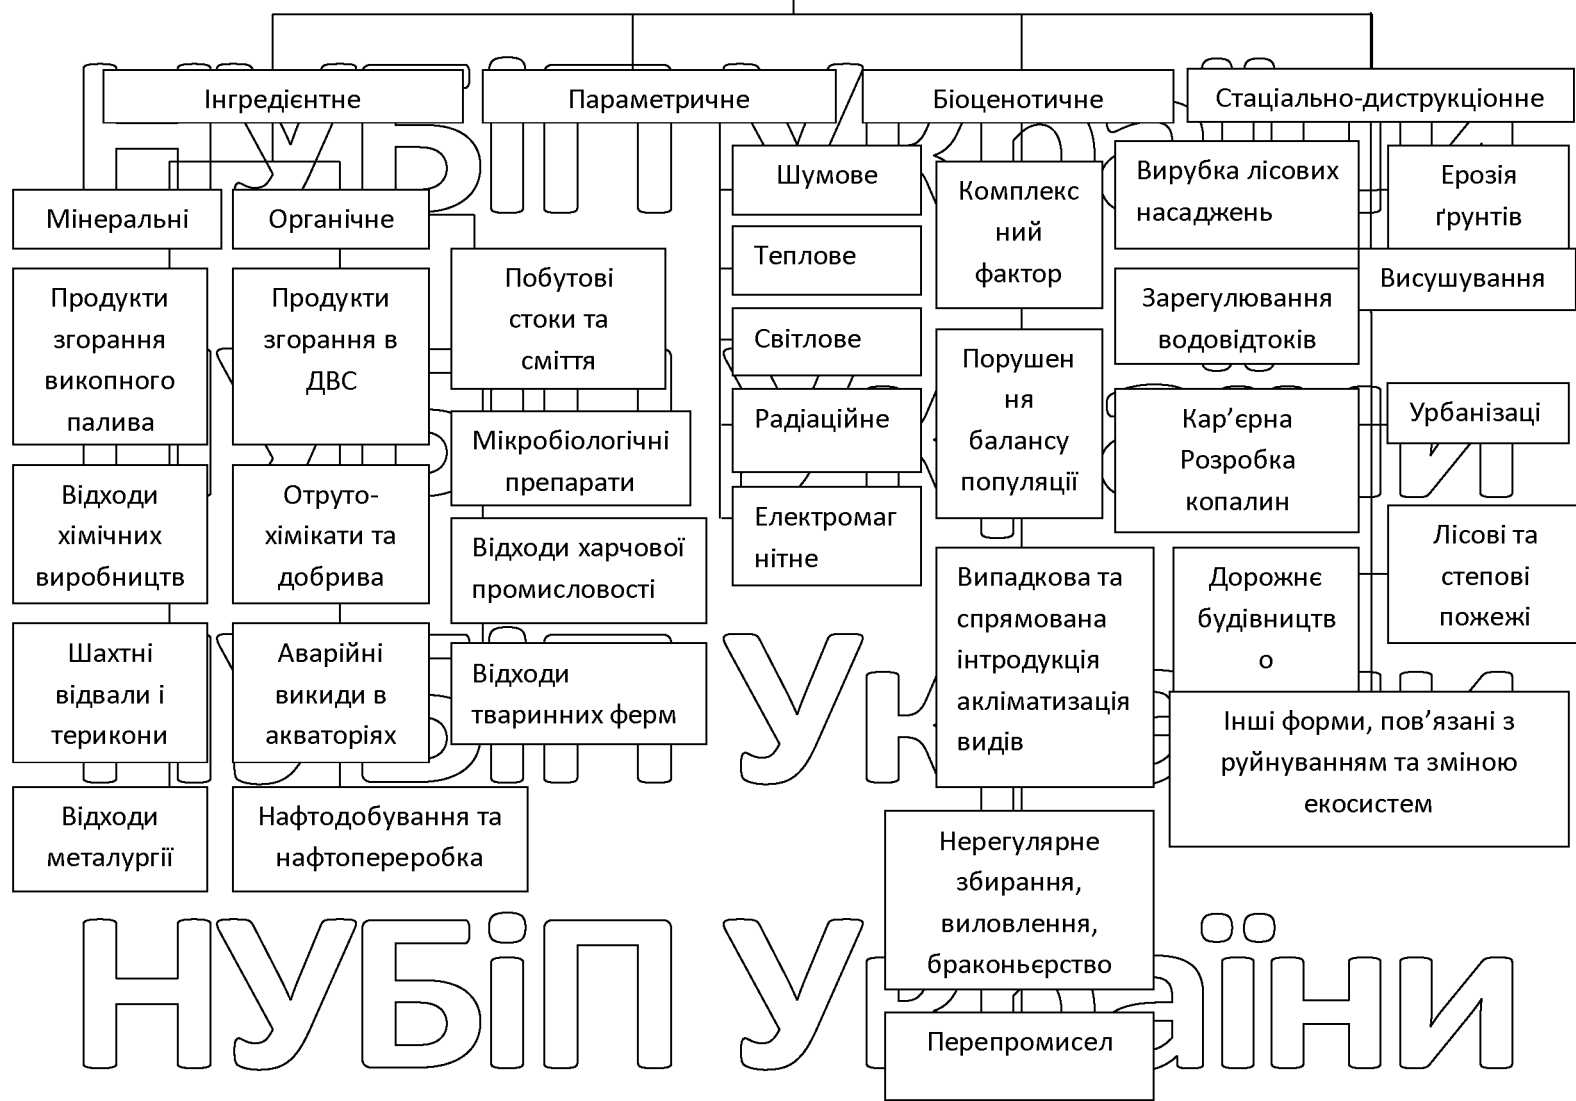 Інгредієнтне
Параметричне
Біоценотичне
Стаціально-диструкціонне
Мінеральні
Продукти
згорання
викопного
палива
Відходи
хімічних
виробництв
Шахтні
відвали і
терикони
Відходи
металургії
Органічне
Продукти
згорання в
ДВС
Отруто-
хімікати та
добрива
Аварійні
викиди в
акваторіях
Нафтодобування та
нафтопереробка
Побутові
стоки та
сміття
Мікробіологічні
препарати
Відходи харчової
промисловості
Відходи
тваринних ферм
Шумове
Теплове
Світлове
Радіаційне
Електромаг
нітне
Комплекс
ний
фактор
Порушен
ня
балансу
популяції
Випадкова та
спрямована
інтродукція
акліматизація
видів
Нерегулярне
збирання,
виловлення,
браконьєрство
Перепромисел
Вирубка лісових
насаджень
Зарегулювання
водовідтоків
Кар’єрна
Розробка
копалин
Дорожнє
будівництв
о
Ерозія
ґрунтів
Висушування
Урбанізаці
Лісові та
степові
пожежі
Інші форми, пов’язані з
руйнуванням та зміною
екосистем
НУБіП України